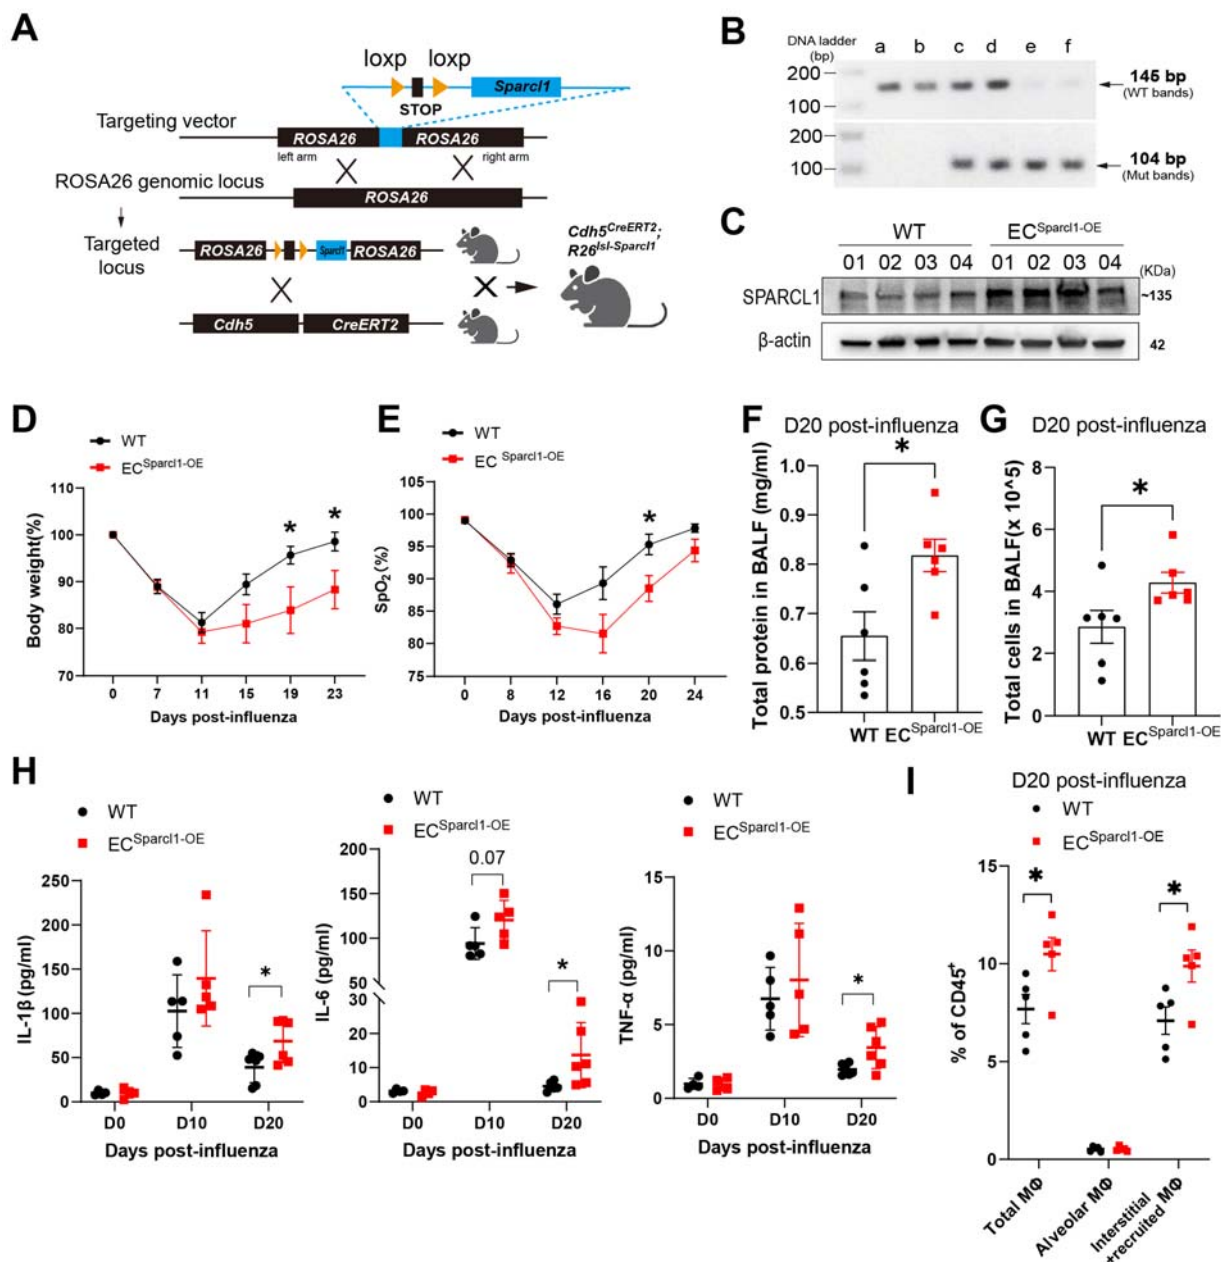 A
loxp loxp
Sparcl1
STOP
Targeting vector
ROSA26 ROSA26
left arm right arm
ROSA26 genomic locus
ROSA26
Targeted
locus
ROSA26 Sparcl1 ROSA26
Cdh5 CreERT2
Cdh5CreERT2;
R26lsl-Sparcl1
B
DNA ladder
(bp)
a b c d e f
200
100
145 bp
(WT bands)
200
100
104 bp
(Mut bands)
C
WT ECSparcl1-OE
01 02 03 04 01 02 03 04 (KDa)
SPARCL1 ~135
β-actin 42
D
WT
ECSparcl1-OE
Body weight(%)
110
100
90
80
70
* *
0 7 11 15 19 23
Days post-influenza
E
WT
EC Sparcl1-OE
SpO2 (%)
100
95
90
85
80
75
*
0 8 12 16 20 24
Days post-influenza
F
D20 post-influenza
*
Total protein in BALF (mg/ml)
1.0
0.9
0.8
0.7
0.6
0.5
WT ECSparcl1-OE
G
D20 post-influenza
*
Total cells in BALF(x 10^5)
8
6
4
2
0
WT ECSparcl1-OE
H
WT
ECSparcl1-OE
IL-1β (pg/ml)
250
200
150
100
50
0
*
D0 D10 D20
Days post-influenza
WT
ECSparcl1-OE
IL-6 (pg/ml)
200
150
100
50
30
20
10
0
0.07
*
D0 D10 D20
Days post-influenza
WT
ECSparcl1-OE
TNF-α (pg/ml)
15
10
5
0
*
D0 D10 D20
Days post-influenza
I
D20 post-influenza
WT
ECSparcl1-OE
% of CD45+
15
10
5
0
* *
Total MΦ
Alveolar MΦ
Interstitial
+recruited MΦ